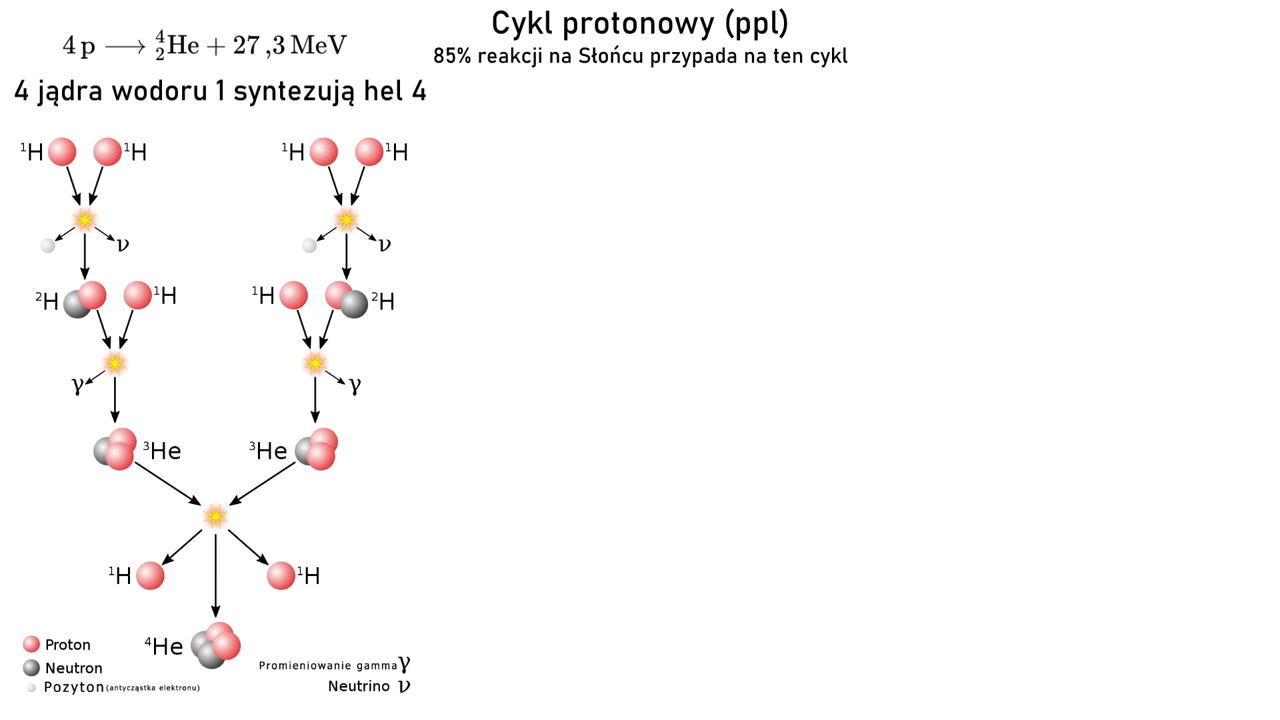 Cykl protonowy (ppl)
85% reakcji na Słońcu przypada na ten cykl
4 p ⟶ ⁴₂He + 27 ,3 MeV
4 jądra wodoru 1 syntezują hel 4
¹H ¹H ¹H ¹H
ν ν
²H ¹H ¹H ²H
γ γ
³He ³He
¹H ¹H
⁴He
Proton
Neutron
Pozyton (antycząstka elektronu)
Promieniowanie gamma γ
Neutrino ν